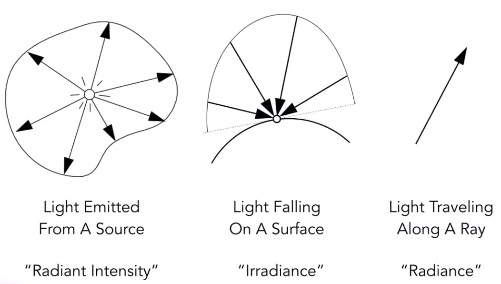 Light Emitted
From A Source
"Radiant Intensity"
Light Falling
On A Surface
"Irradiance"
Light Traveling
Along A Ray
"Radiance"